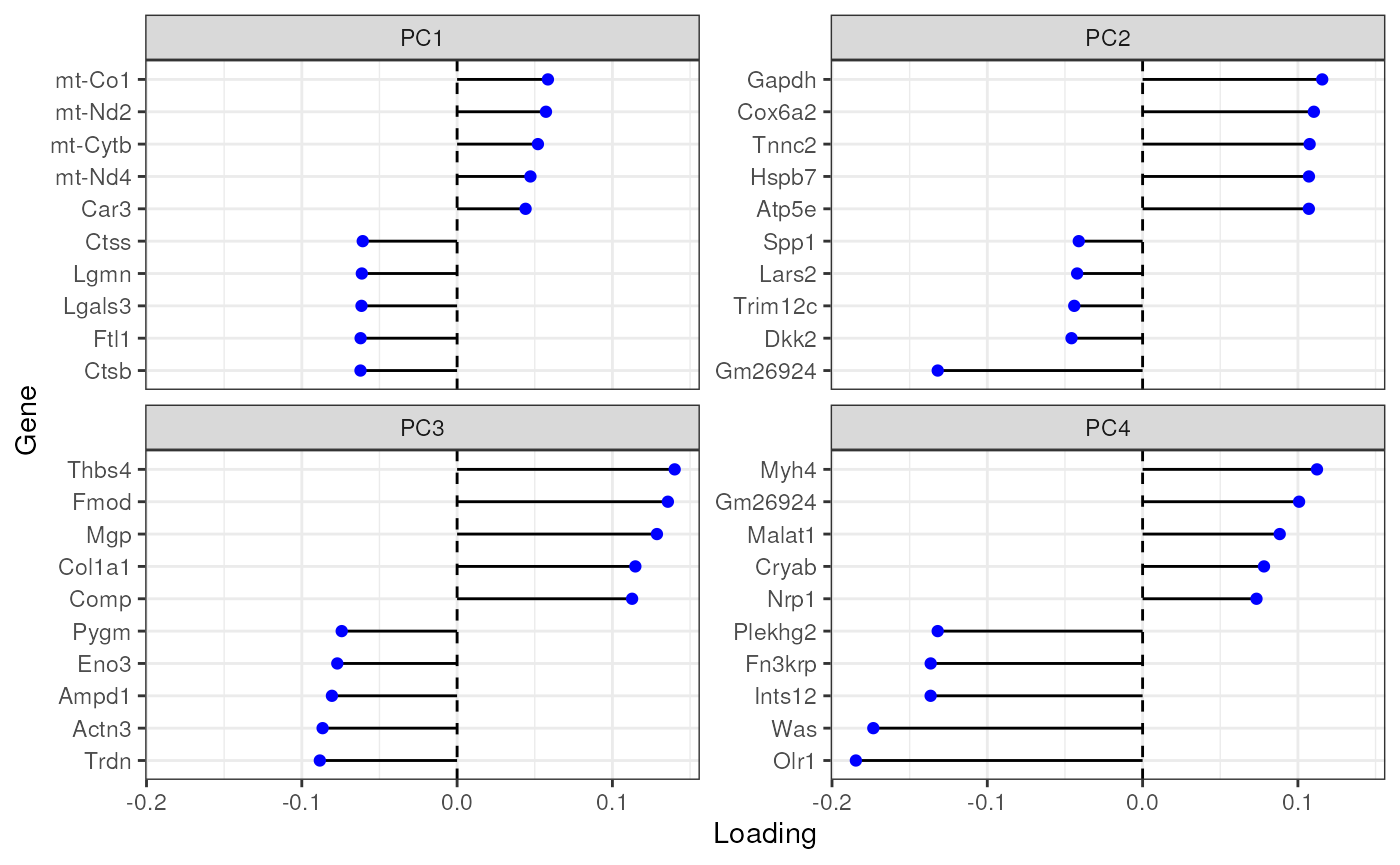 PC1
mt-Co1
mt-Nd2
mt-Cytb
mt-Nd4
Car3
Ctss
Lgmn
Lgals3
Ftl1
Ctsb
PC2
Gapdh
Cox6a2
Tnnc2
Hspb7
Atp5e
Spp1
Lars2
Trim12c
Dkk2
Gm26924
PC3
Thbs4
Fmod
Mgp
Col1a1
Comp
Pygm
Eno3
Ampd1
Actn3
Trdn
-0.2 -0.1 0.0 0.1
PC4
Myh4
Gm26924
Malat1
Cryab
Nrp1
Plekhg2
Fn3krp
Ints12
Was
Olr1
-0.2 -0.1 0.0 0.1
Gene
Loading